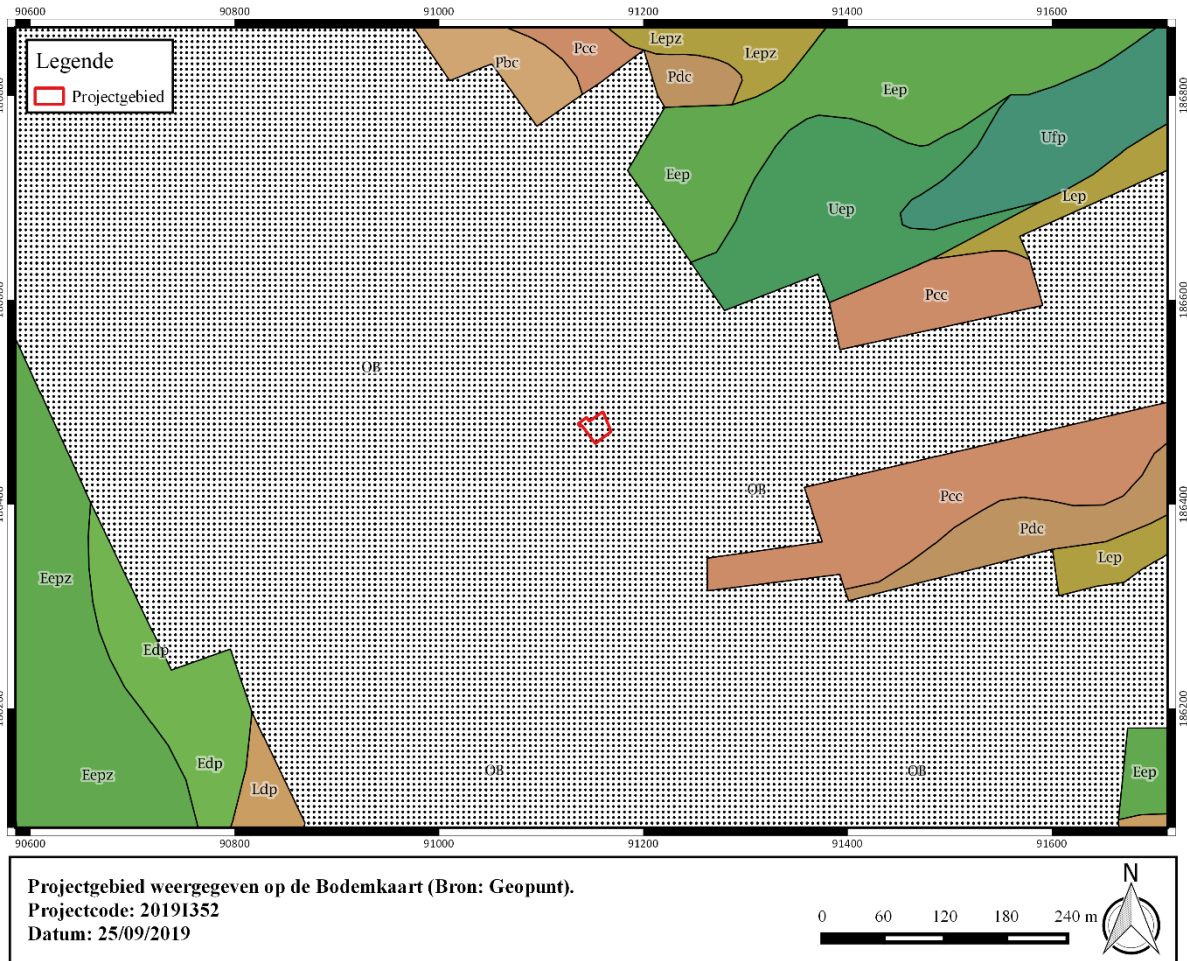 90600 90800 91000 91200 91400 91600
Legende
Projectgebied
Pbc
Pcc
Lepz
Lepz
Pdc
Eep
Ufp
Eep
Lep
Uep
Pcc
186800
186600
OB
OB
Pcc
Pdc
Lep
186400
Eepz
Edp
186200
Edp
Eepz
Ldp
OB
OB
Eep
90600 90800 91000 91200 91400 91600
Projectgebied weergegeven op de Bodemkaart (Bron: Geopunt).
Projectcode: 2019I352
Datum: 25/09/2019
0 60 120 180 240 m
N